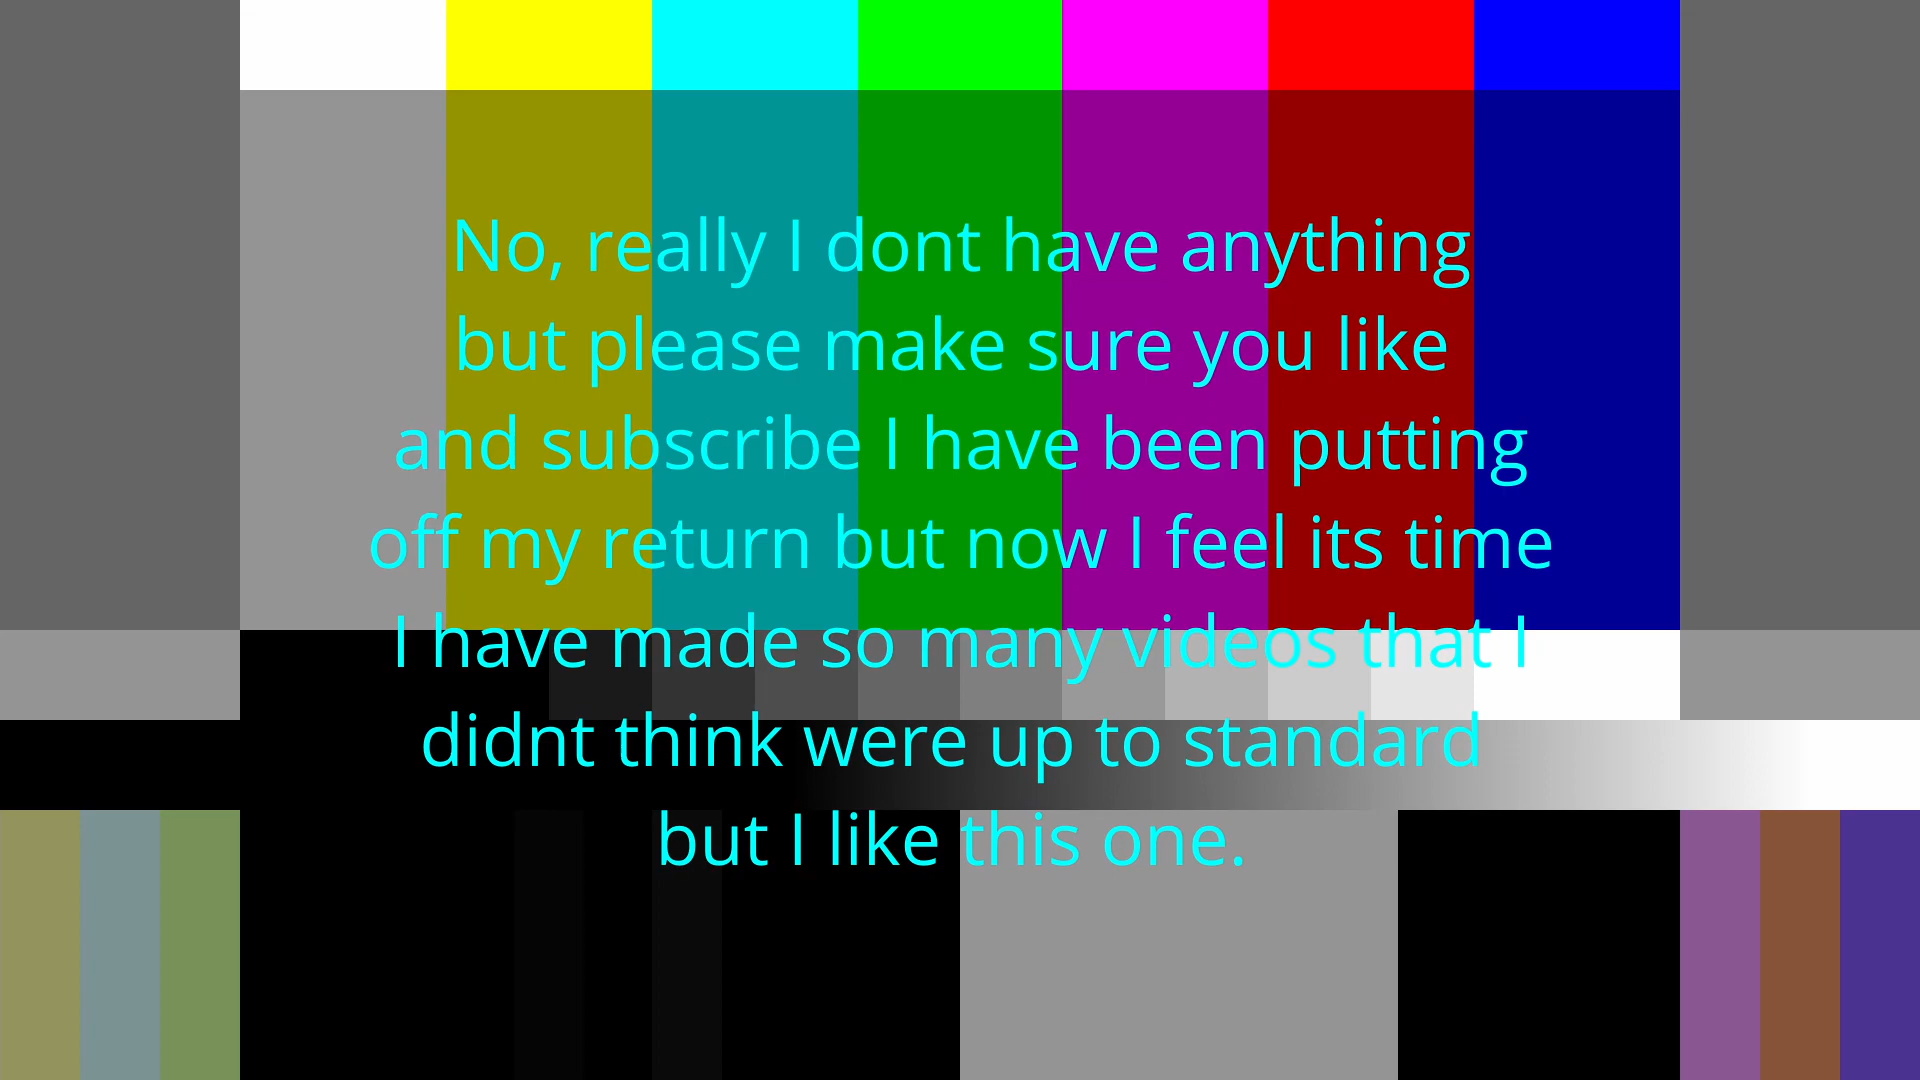 No, really I dont have anything
but please make sure you like
and subscribe I have been putting
off my return but now I feel its time
I have made so many videos that I
didnt think were up to standard
but I like this one.